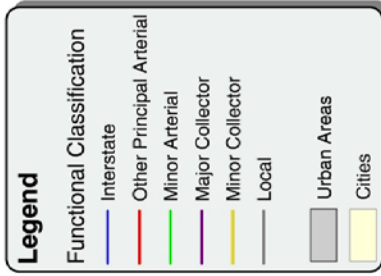 Legend
Functional Classification
Interstate
Other Principal Arterial
Minor Arterial
Major Collector
Minor Collector
Local
Urban Areas
Cities